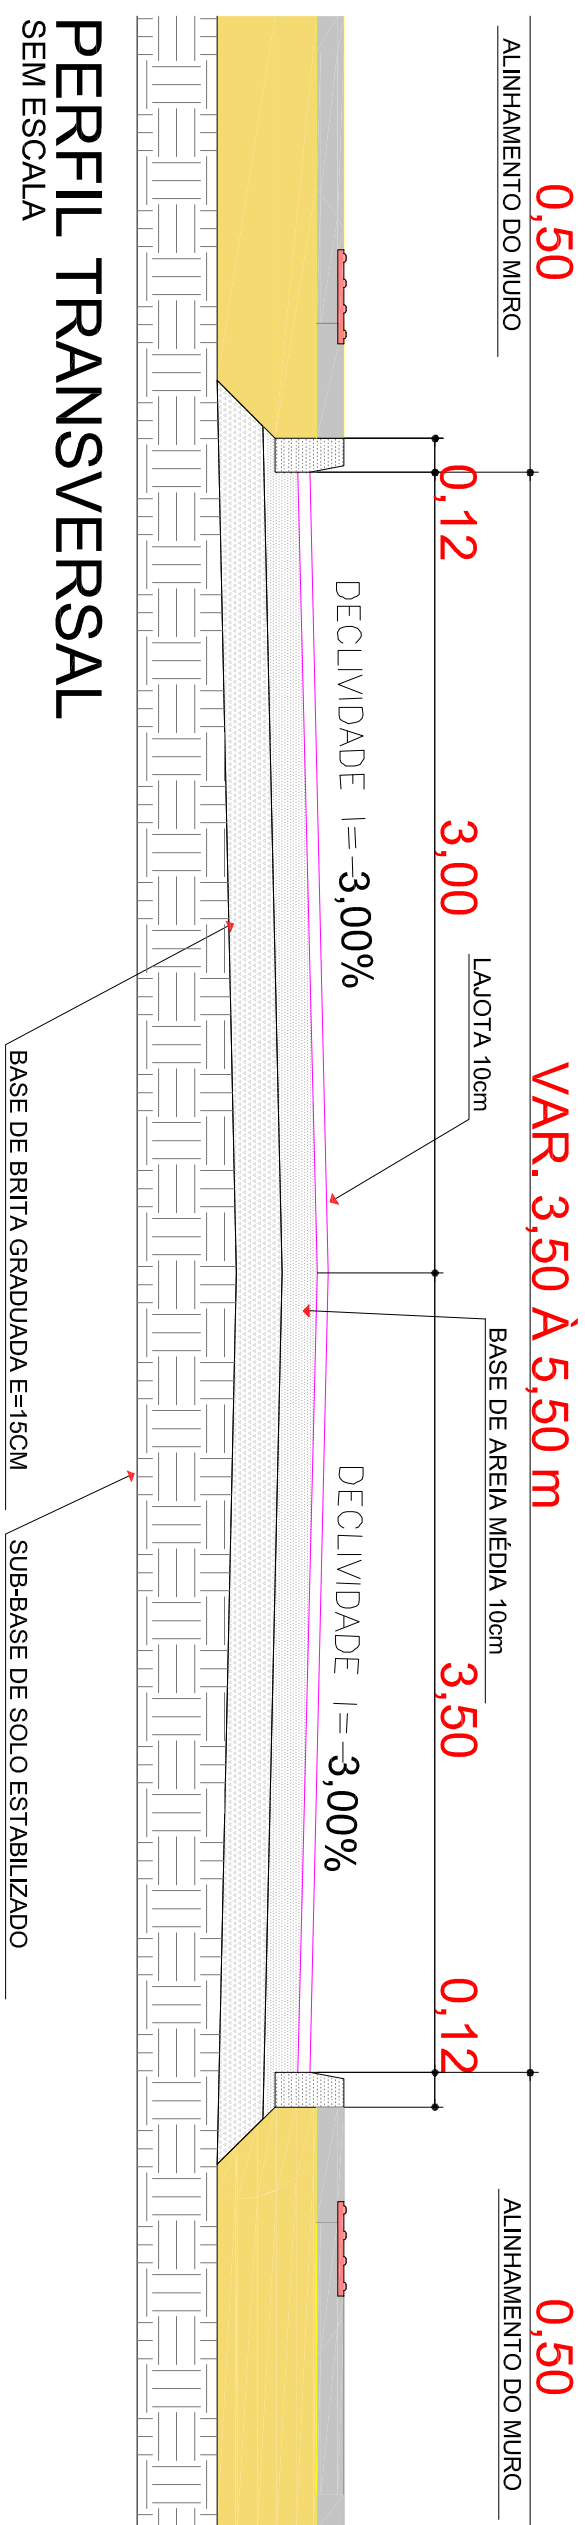 0,50
VAR. 3,50 À 5,50 m
0,50
ALINHAMENTO DO MURO
ALINHAMENTO DO MURO
0,12
3,00
3,50
0,12
LAJOTA 10cm
BASE DE AREIA MÉDIA 10cm
DECLIVIDADE I=-3,00%
DECLIVIDADE I=-3,00%
PERFIL TRANSVERSAL
SEM ESCALA
BASE DE BRITA GRADUADA E=15CM
SUB-BASE DE SOLO ESTABILIZADO